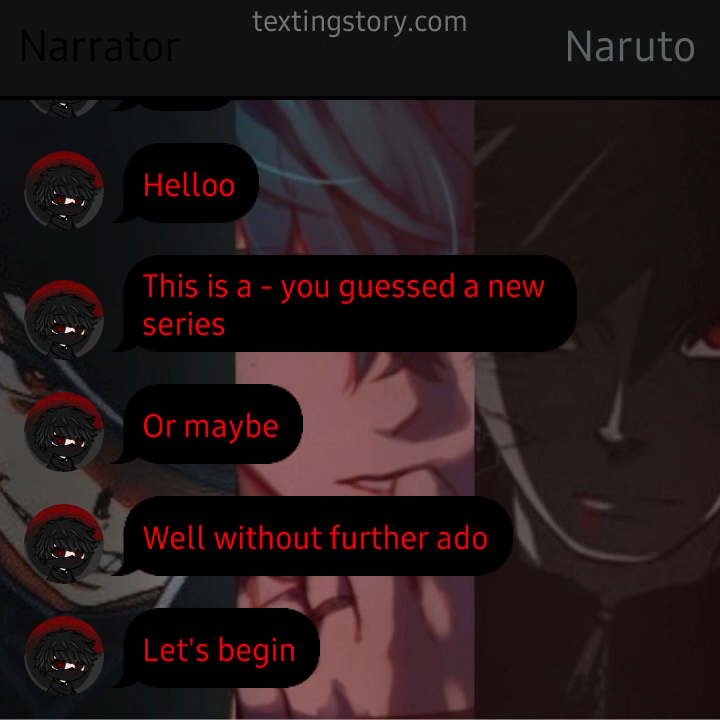 textingstory.com
Narrator
Naruto
Helloo
This is a - you guessed a new
series
Or maybe
Well without further ado
Let's begin